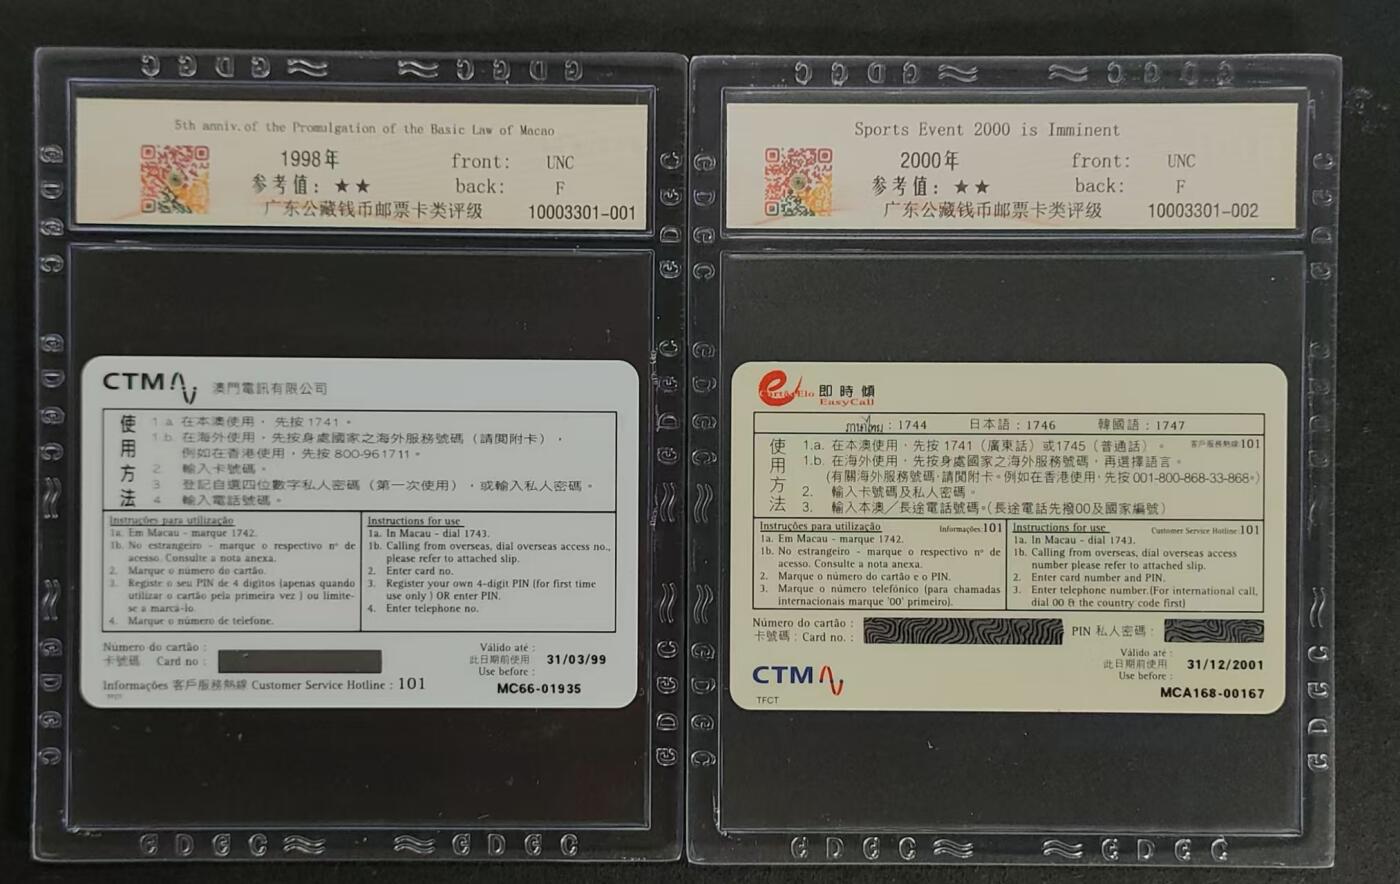 G D G C
C G D G
5th anniv.of the Promulgation of the Basic Law of Macao
1998年
front: UNC
参考值：★★
back: F
广东公藏钱币邮票卡类评级
10003301-001
CTM
澳門電訊有限公司
使用方法
1.a. 在本澳使用，先按1741。
1.b. 在海外使用，先按身處國家之海外服務號碼（請閱附卡），
例如在香港使用，先按 800-961711。
2. 輸入卡號碼。
3. 登記自選四位數字私人密碼（第一次使用），或輸入私人密碼。
4. 輸入電話號碼。
Instruções para utilização
1a. Em Macau - marque 1742.
1b. No estrangeiro - marque o respectivo nº de
acesso. Consulte a nota anexa.
2. Marque o número do cartão.
3. Registe o seu PIN de 4 dígitos (apenas quando
utilizar o cartão pela primeira vez ) ou limite-
se a marcá-lo.
4. Marque o número de telefone.
Instructions for use
1a. In Macau - dial 1743.
1b. Calling from overseas, dial overseas access no.,
please refer to attached slip.
2. Enter card no.
3. Register your own 4-digit PIN (for first time
use only ) OR enter PIN.
4. Enter telephone no.
Número do cartão :
卡號碼 Card no :
Válido até :
此日期前使用 31/03/99
Use before :
Informações 客戶服務熱線 Customer Service Hotline : 101
MC66-01935
Sports Event 2000 is Imminent
2000年
front: UNC
参考值：★★
back: F
广东公藏钱币邮票卡类评级
10003301-002
CartãElo 即時傾
EasyCall
ภาษาไทย : 1744 日本語 : 1746 韓國語 : 1747
使用方法
1.a. 在本澳使用，先按 1741（廣東話）或1745（普通話）。 客戶服務熱線 101
1.b. 在海外使用，先按身處國家之海外服務號碼，再選擇語言。
(有關海外服務號碼，請閱附卡。例如在香港使用，先按 001-800-868-33-868。)
2. 輸入卡號碼及私人密碼。
3. 輸入本澳／長途電話號碼。(長途電話先撥00及國家編號)
Instruções para utilização Informações 101
1a. Em Macau - marque 1742.
1b. No estrangeiro - marque o respectivo nº de
acesso. Consulte a nota anexa.
2. Marque o número do cartão e o PIN.
3. Marque o número telefónico (para chamadas
internacionais marque '00' primeiro).
Instructions for use Customer Service Hotline 101
1a. In Macau - dial 1743.
1b. Calling from overseas, dial overseas access
number please refer to attached slip.
2. Enter card number and PIN.
3. Enter telephone number.(For international call,
dial 00 & the country code first)
Número do cartão :
卡號碼 : Card no. :
PIN 私人密碼 :
Válido até :
此日期前使用 31/12/2001
Use before :
CTM
TFCT
MCA168-00167